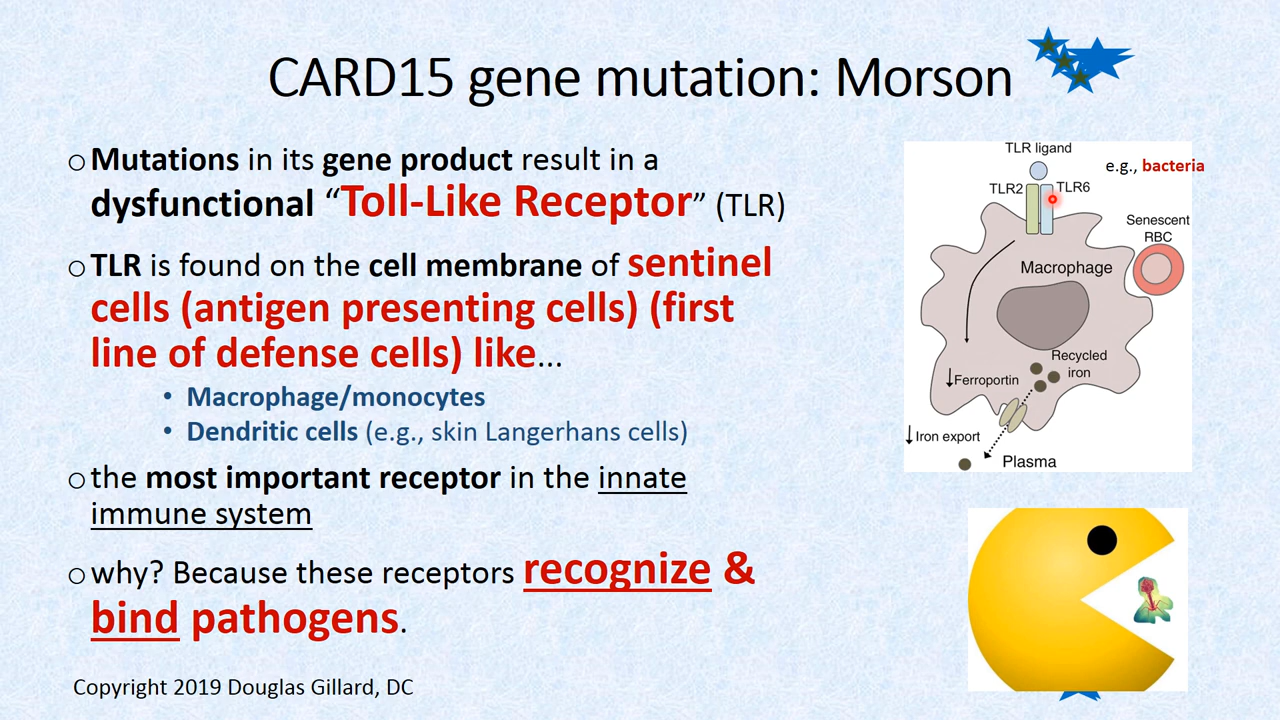 CARD15 gene mutation: Morson
○ Mutations in its gene product result in a
dysfunctional “Toll-Like Receptor” (TLR)
○ TLR is found on the cell membrane of sentinel
cells (antigen presenting cells) (first
line of defense cells) like…
• Macrophage/monocytes
• Dendritic cells (e.g., skin Langerhans cells)
○ the most important receptor in the innate
immune system
○ why? Because these receptors recognize &
bind pathogens.
Copyright 2019 Douglas Gillard, DC
TLR ligand
e.g., bacteria
TLR2
TLR6
Senescent
RBC
Macrophage
Recycled
iron
↓Ferroportin
↓Iron export
Plasma